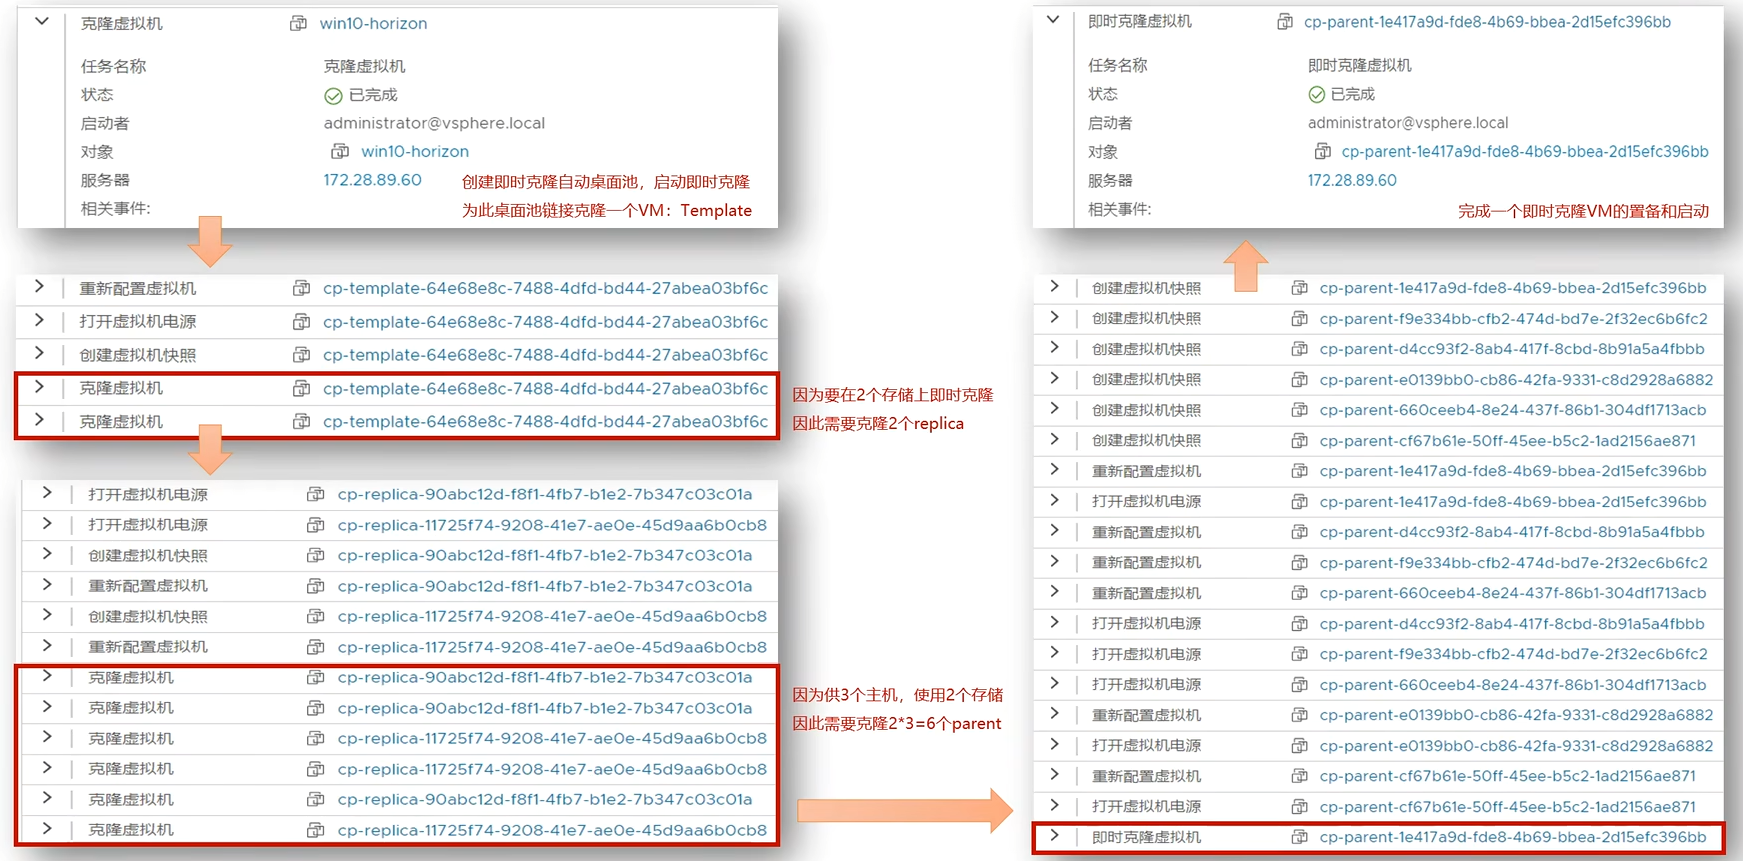 克隆虚拟机 win10-horizon
任务名称 克隆虚拟机
状态 已完成
启动者 administrator@vsphere.local
对象 win10-horizon
服务器 172.28.89.60
相关事件:
创建即时克隆自动桌面池，启动即时克隆
为此桌面池链接克隆一个VM：Template
重新配置虚拟机 cp-template-64e68e8c-7488-4dfd-bd44-27abea03bf6c
打开虚拟机电源 cp-template-64e68e8c-7488-4dfd-bd44-27abea03bf6c
创建虚拟机快照 cp-template-64e68e8c-7488-4dfd-bd44-27abea03bf6c
克隆虚拟机 cp-template-64e68e8c-7488-4dfd-bd44-27abea03bf6c
克隆虚拟机 cp-template-64e68e8c-7488-4dfd-bd44-27abea03bf6c
因为要在2个存储上即时克隆
因此需要克隆2个replica
打开虚拟机电源 cp-replica-90abc12d-f8f1-4fb7-b1e2-7b347c03c01a
打开虚拟机电源 cp-replica-11725f74-9208-41e7-ae0e-45d9aa6b0cb8
创建虚拟机快照 cp-replica-90abc12d-f8f1-4fb7-b1e2-7b347c03c01a
重新配置虚拟机 cp-replica-90abc12d-f8f1-4fb7-b1e2-7b347c03c01a
创建虚拟机快照 cp-replica-11725f74-9208-41e7-ae0e-45d9aa6b0cb8
重新配置虚拟机 cp-replica-11725f74-9208-41e7-ae0e-45d9aa6b0cb8
克隆虚拟机 cp-replica-90abc12d-f8f1-4fb7-b1e2-7b347c03c01a
克隆虚拟机 cp-replica-90abc12d-f8f1-4fb7-b1e2-7b347c03c01a
克隆虚拟机 cp-replica-11725f74-9208-41e7-ae0e-45d9aa6b0cb8
克隆虚拟机 cp-replica-11725f74-9208-41e7-ae0e-45d9aa6b0cb8
克隆虚拟机 cp-replica-90abc12d-f8f1-4fb7-b1e2-7b347c03c01a
克隆虚拟机 cp-replica-11725f74-9208-41e7-ae0e-45d9aa6b0cb8
因为供3个主机，使用2个存储
因此需要克隆2*3=6个parent
即时克隆虚拟机 cp-parent-1e417a9d-fde8-4b69-bbea-2d15efc396bb
任务名称 即时克隆虚拟机
状态 已完成
启动者 administrator@vsphere.local
对象 cp-parent-1e417a9d-fde8-4b69-bbea-2d15efc396bb
服务器 172.28.89.60
相关事件:
完成一个即时克隆VM的置备和启动
创建虚拟机快照 cp-parent-1e417a9d-fde8-4b69-bbea-2d15efc396bb
创建虚拟机快照 cp-parent-f9e334bb-cfb2-474d-bd7e-2f32ec6b6fc2
创建虚拟机快照 cp-parent-d4cc93f2-8ab4-417f-8cbd-8b91a5a4fbbb
创建虚拟机快照 cp-parent-e0139bb0-cb86-42fa-9331-c8d2928a6882
创建虚拟机快照 cp-parent-660ceeb4-8e24-437f-86b1-304df1713acb
创建虚拟机快照 cp-parent-cf67b61e-50ff-45ee-b5c2-1ad2156ae871
重新配置虚拟机 cp-parent-1e417a9d-fde8-4b69-bbea-2d15efc396bb
打开虚拟机电源 cp-parent-1e417a9d-fde8-4b69-bbea-2d15efc396bb
重新配置虚拟机 cp-parent-d4cc93f2-8ab4-417f-8cbd-8b91a5a4fbbb
重新配置虚拟机 cp-parent-f9e334bb-cfb2-474d-bd7e-2f32ec6b6fc2
重新配置虚拟机 cp-parent-660ceeb4-8e24-437f-86b1-304df1713acb
打开虚拟机电源 cp-parent-d4cc93f2-8ab4-417f-8cbd-8b91a5a4fbbb
打开虚拟机电源 cp-parent-f9e334bb-cfb2-474d-bd7e-2f32ec6b6fc2
打开虚拟机电源 cp-parent-660ceeb4-8e24-437f-86b1-304df1713acb
重新配置虚拟机 cp-parent-e0139bb0-cb86-42fa-9331-c8d2928a6882
打开虚拟机电源 cp-parent-e0139bb0-cb86-42fa-9331-c8d2928a6882
重新配置虚拟机 cp-parent-cf67b61e-50ff-45ee-b5c2-1ad2156ae871
打开虚拟机电源 cp-parent-cf67b61e-50ff-45ee-b5c2-1ad2156ae871
即时克隆虚拟机 cp-parent-1e417a9d-fde8-4b69-bbea-2d15efc396bb